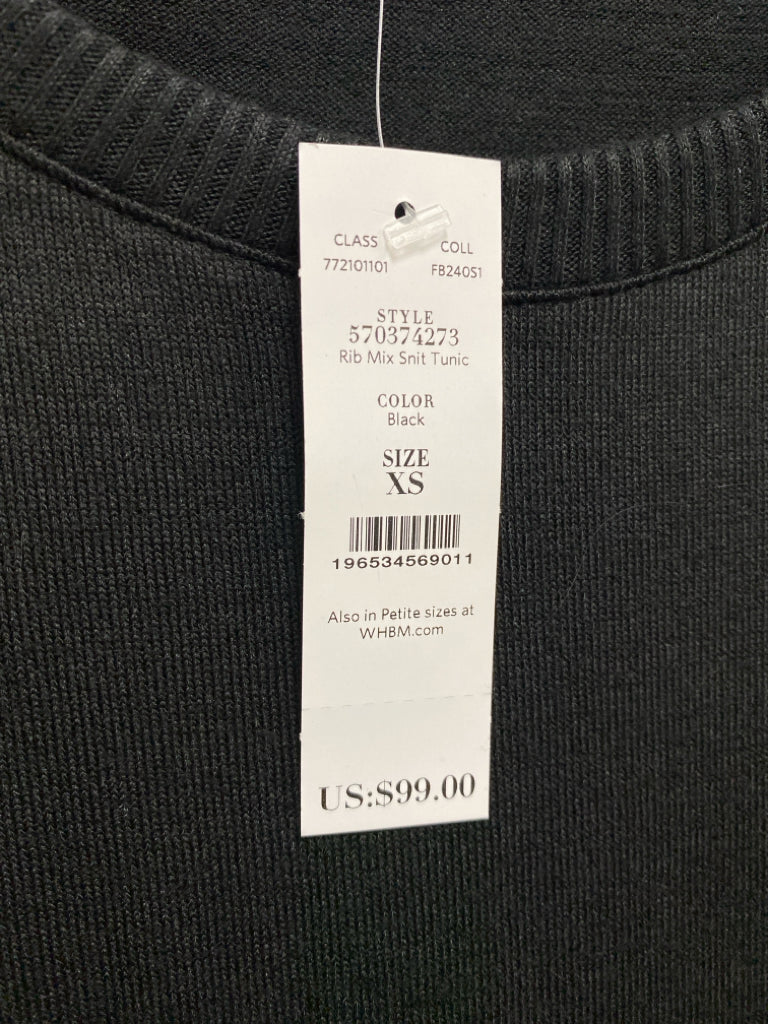 CLASS COLL
772101101 FB240S1
STYLE
570374273
Rib Mix Snit Tunic
COLOR
Black
SIZE
XS
196534569011
Also in Petite sizes at
WHBM.com
US:$99.00